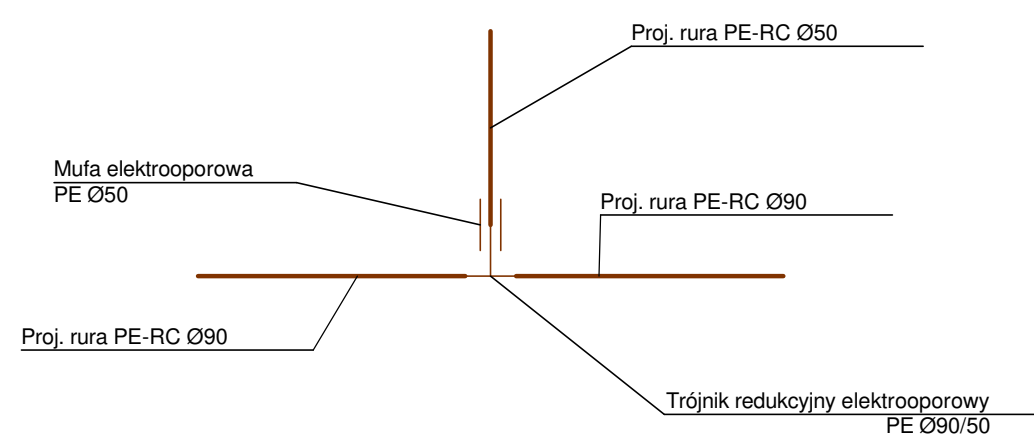 Proj. rura PE-RC Ø50
Mufa elektrooporowa
PE Ø50
Proj. rura PE-RC Ø90
Proj. rura PE-RC Ø90
Trójnik redukcyjny elektrooporowy
PE Ø90/50